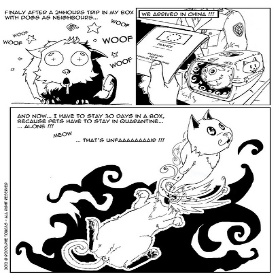 FINALY AFTER A 24HOURS TRIP IN MY BOX
WITH DOGS AS NEIGHBOURS...
WOOF
WOOF
WOOF
WOOF
WOOF
WE ARRIVED IN CHINA !!!
AND NOW... I HAVE TO STAY 30 DAYS IN A BOX,
BECAUSE PETS HAVE TO STAY IN QUARANTINE...
... ALONE !!!
MEOW
... THAT'S UNFAAAAAAAAIR !!!